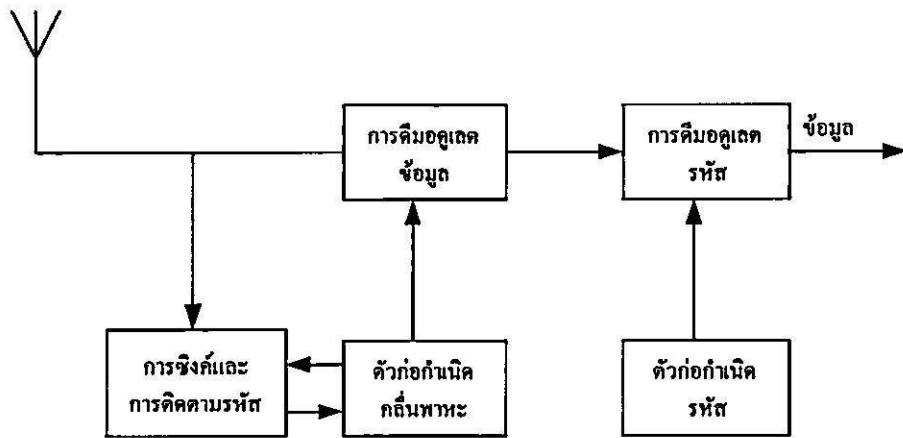 การดีมอดูเลต
ข้อมูล
การดีมอดูเลต
รหัส
ข้อมูล
การซิงค์และ
การติดตามรหัส
ตัวก่อกำเนิด
คลื่นพาหะ
ตัวก่อกำเนิด
รหัส